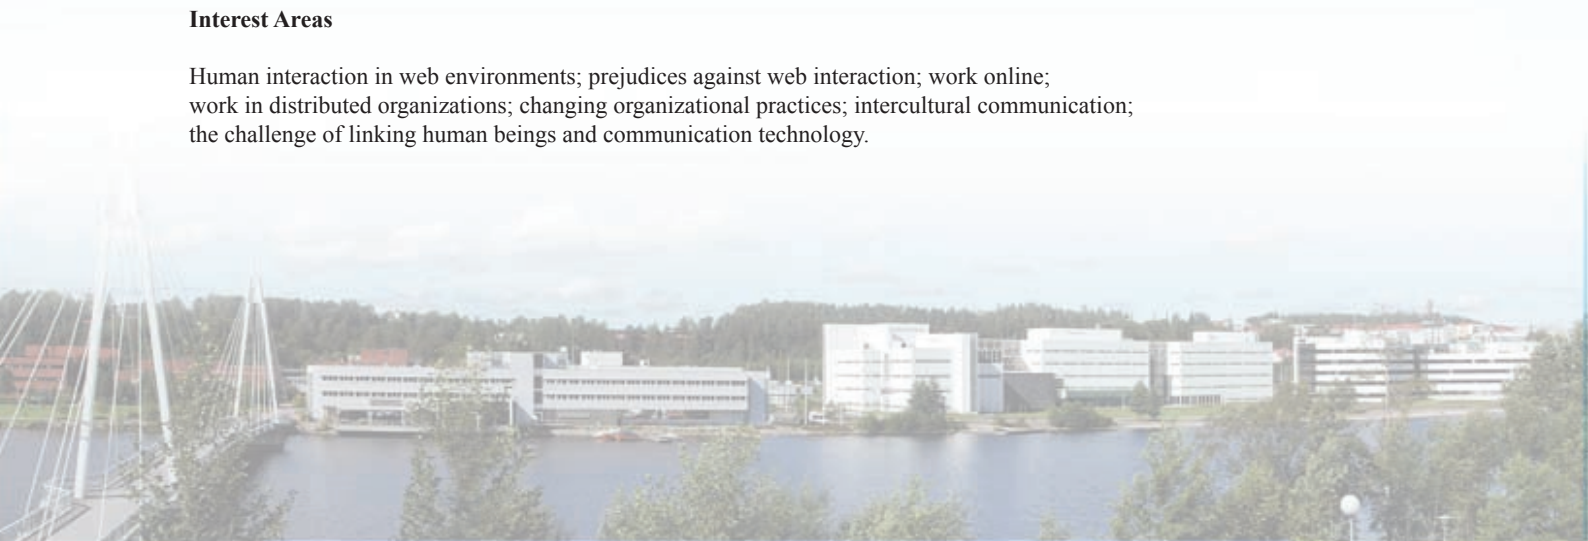 Interest Areas
Human interaction in web environments; prejudices against web interaction; work online;
work in distributed organizations; changing organizational practices; intercultural communication;
the challenge of linking human beings and communication technology.